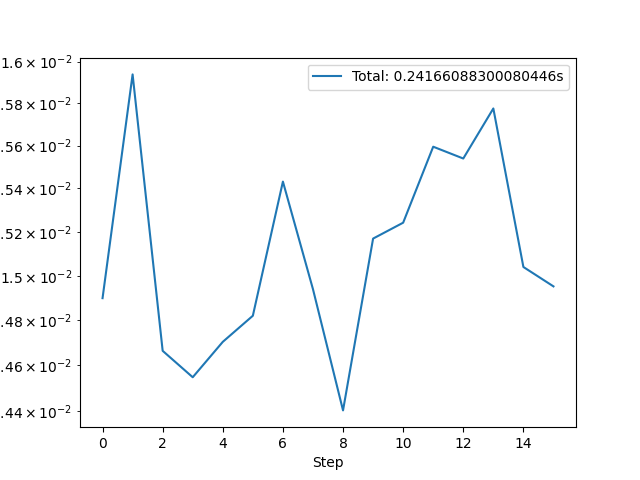 Total: 0.24166088300080446s
1.6 × 10⁻²
.58 × 10⁻²
.56 × 10⁻²
.54 × 10⁻²
.52 × 10⁻²
1.5 × 10⁻²
.48 × 10⁻²
.46 × 10⁻²
.44 × 10⁻²
0 2 4 6 8 10 12 14
Step